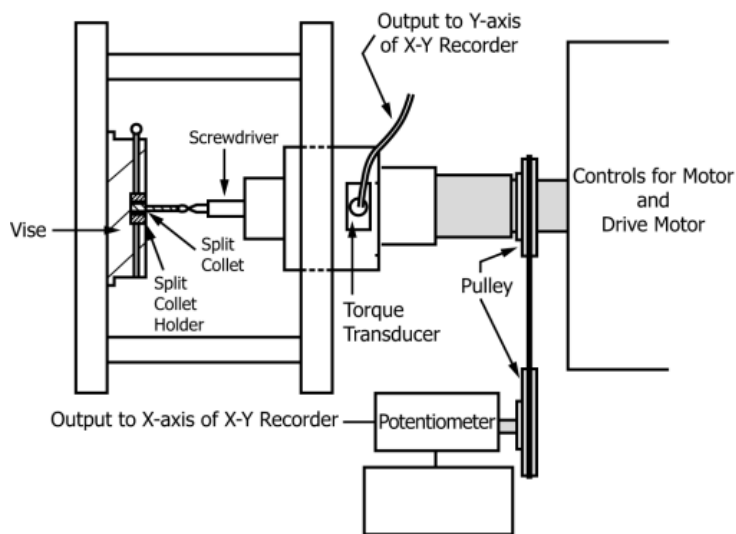 Output to Y-axis
of X-Y Recorder
Screwdriver
Controls for Motor
and
Drive Motor
Vise
Split
Collet
Split
Collet
Holder
Torque
Transducer
Pulley
Output to X-axis of X-Y Recorder
Potentiometer